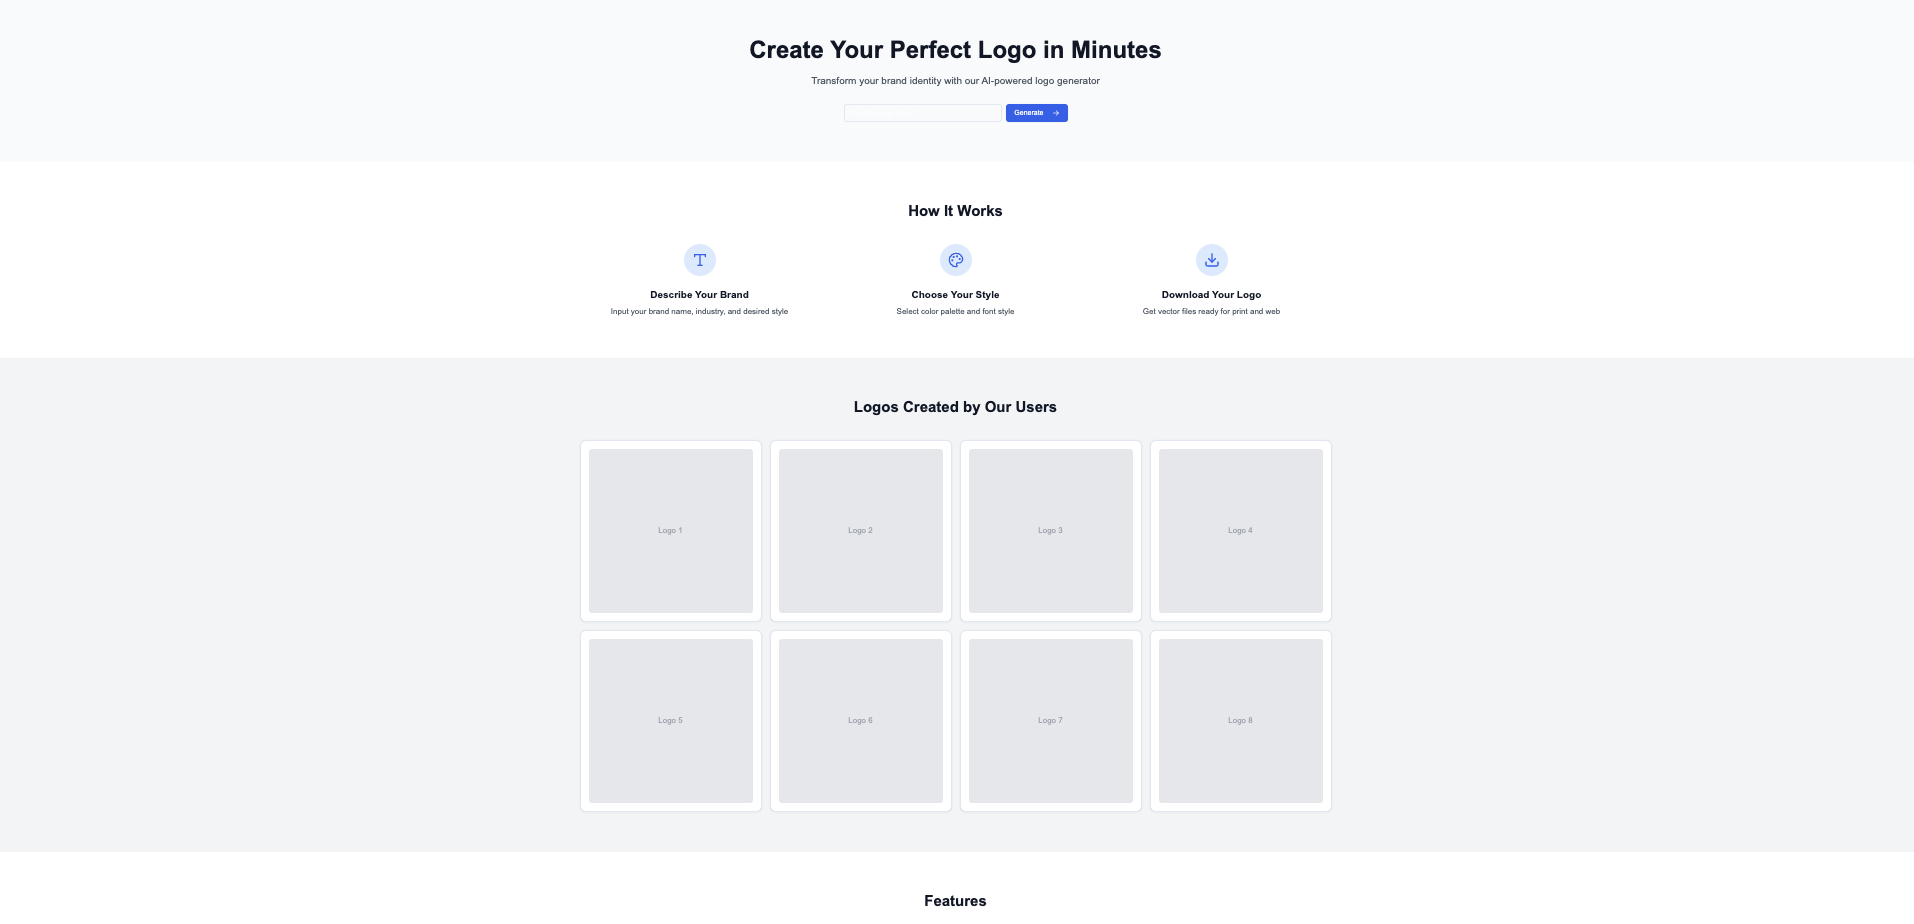 Create Your Perfect Logo in Minutes
Transform your brand identity with our AI-powered logo generator
Generate
How It Works
Describe Your Brand
Input your brand name, industry, and desired style
Choose Your Style
Select color palette and font style
Download Your Logo
Get vector files ready for print and web
Logos Created by Our Users
Logo 1
Logo 2
Logo 3
Logo 4
Logo 5
Logo 6
Logo 7
Logo 8
Features